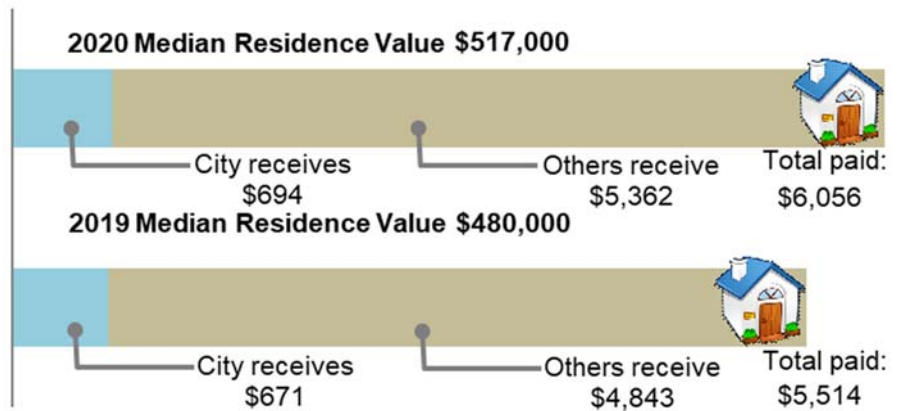 2020 Median Residence Value $517,000
City receives
$694
Others receive
$5,362
Total paid:
$6,056
2019 Median Residence Value $480,000
City receives
$671
Others receive
$4,843
Total paid:
$5,514